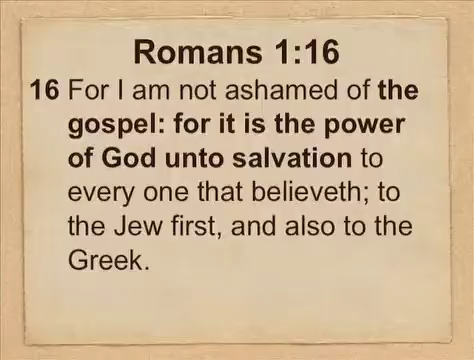 Romans 1:16
16 For I am not ashamed of the
gospel: for it is the power
of God unto salvation to
every one that believeth; to
the Jew first, and also to the
Greek.